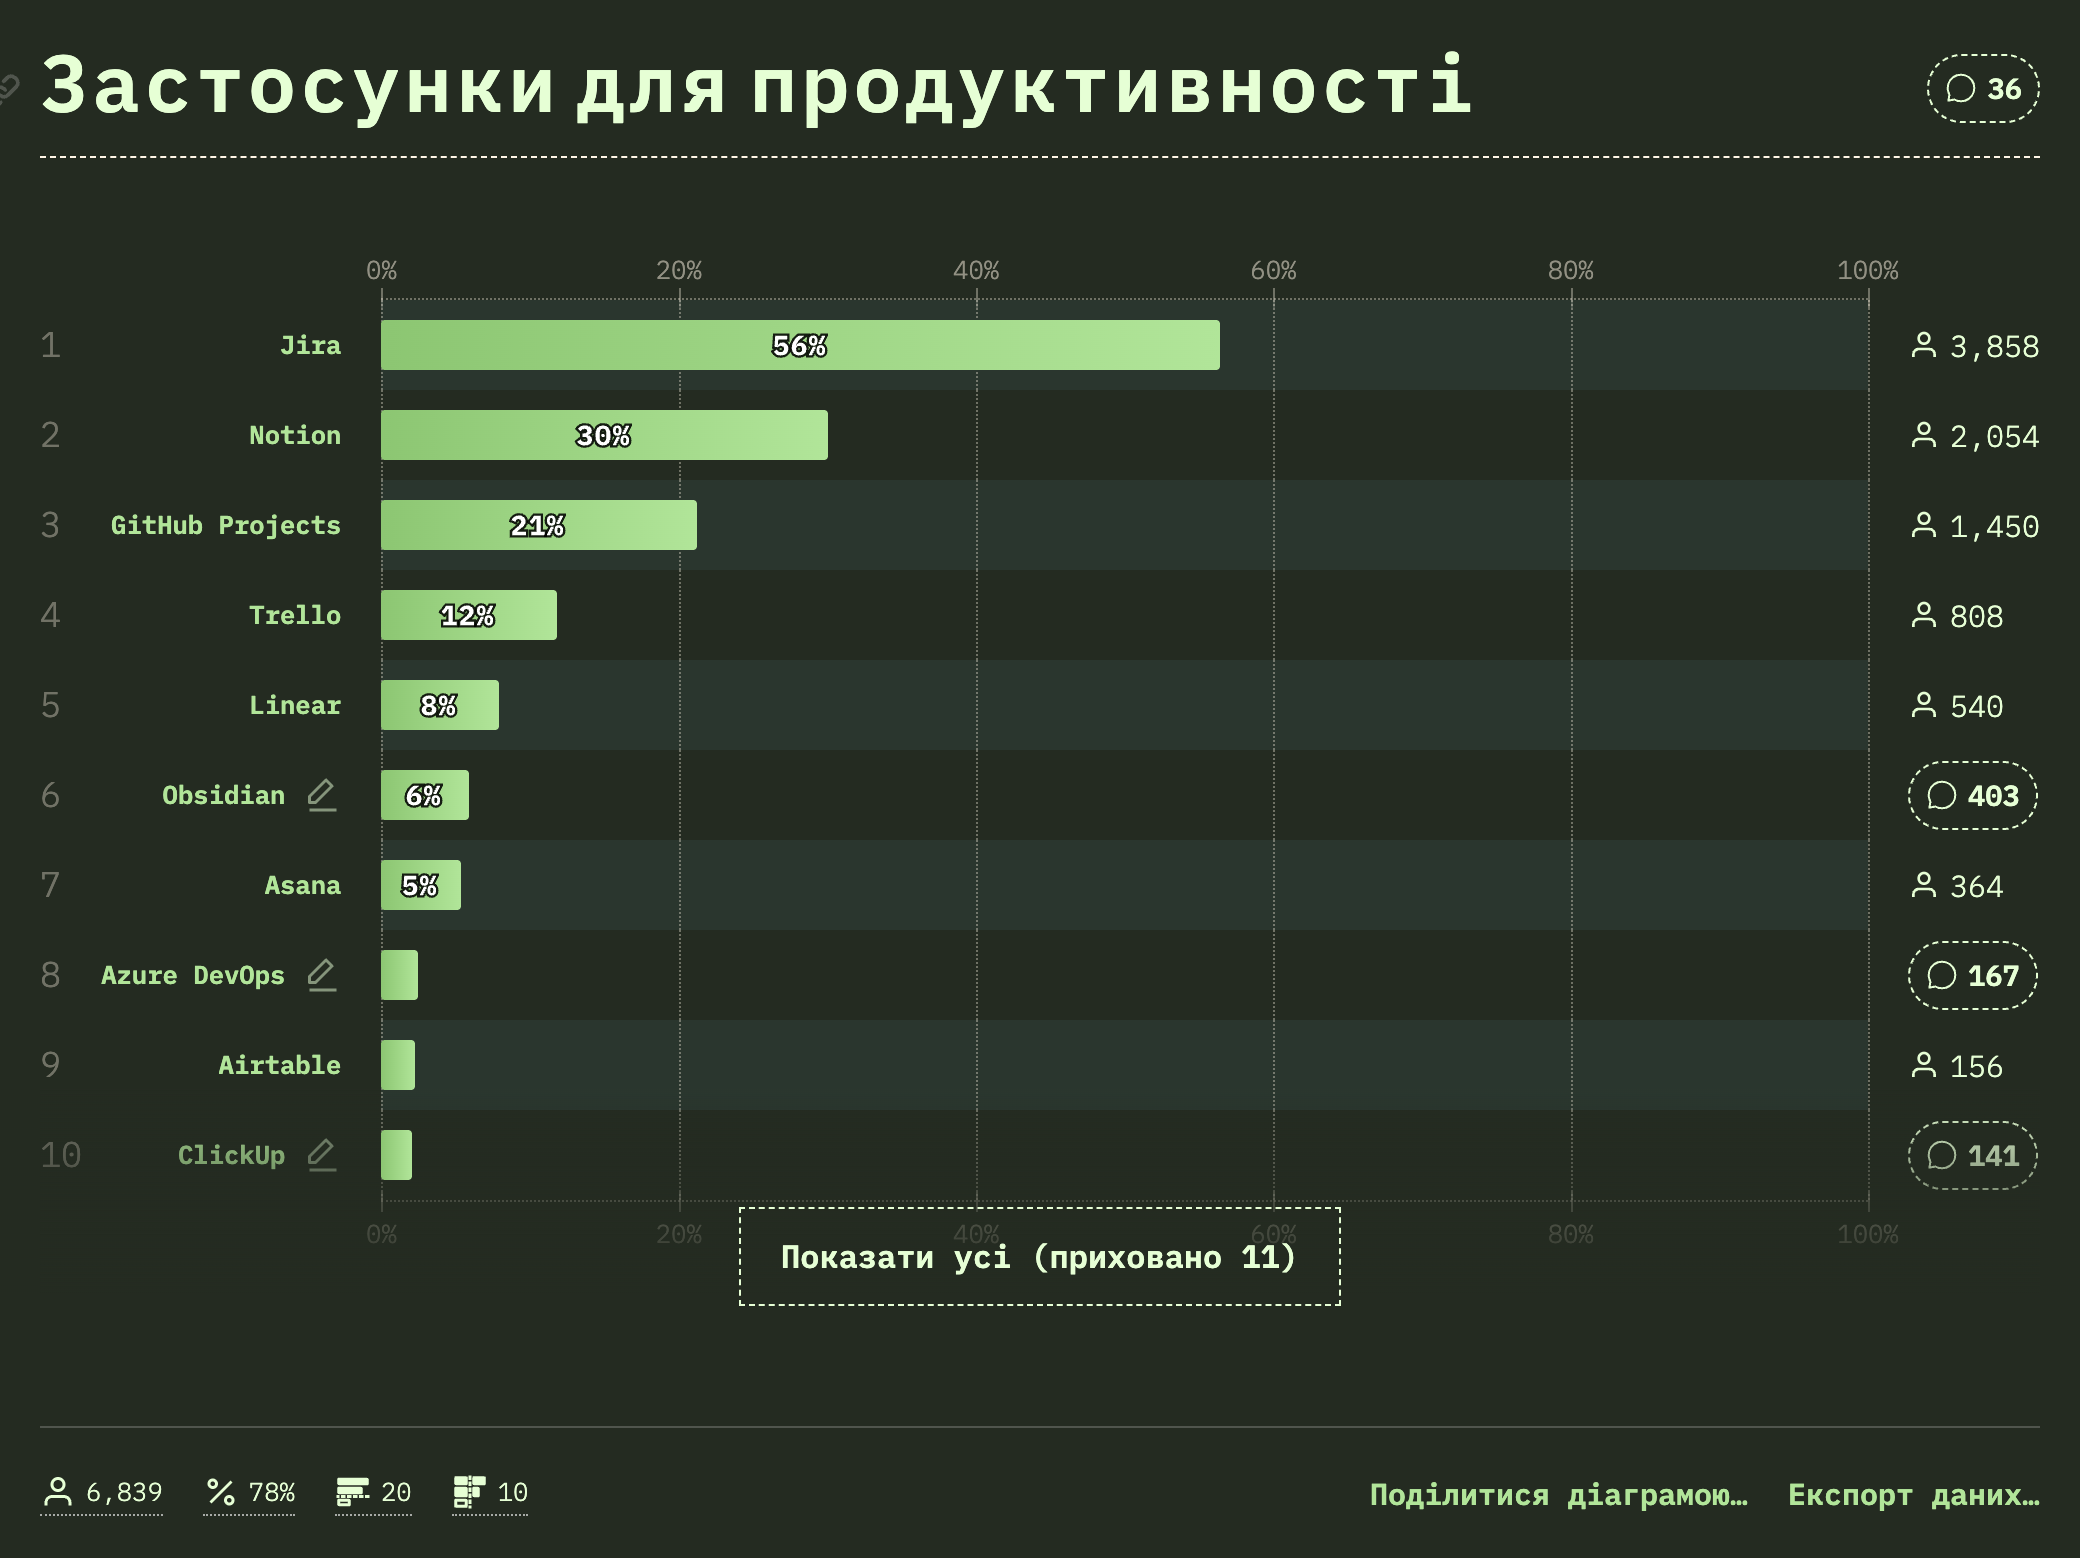 Застосунки для продуктивності
36
0% 20% 40% 60% 80% 100%
1 Jira 56% 3,858
2 Notion 30% 2,054
3 GitHub Projects 21% 1,450
4 Trello 12% 808
5 Linear 8% 540
6 Obsidian 6% 403
7 Asana 5% 364
8 Azure DevOps 167
9 Airtable 156
10 ClickUp 141
0% 20% 40% 60% 80% 100%
Показати усі (приховано 11)
6,839 78% 20 10 Поділитися діаграмою… Експорт даних…